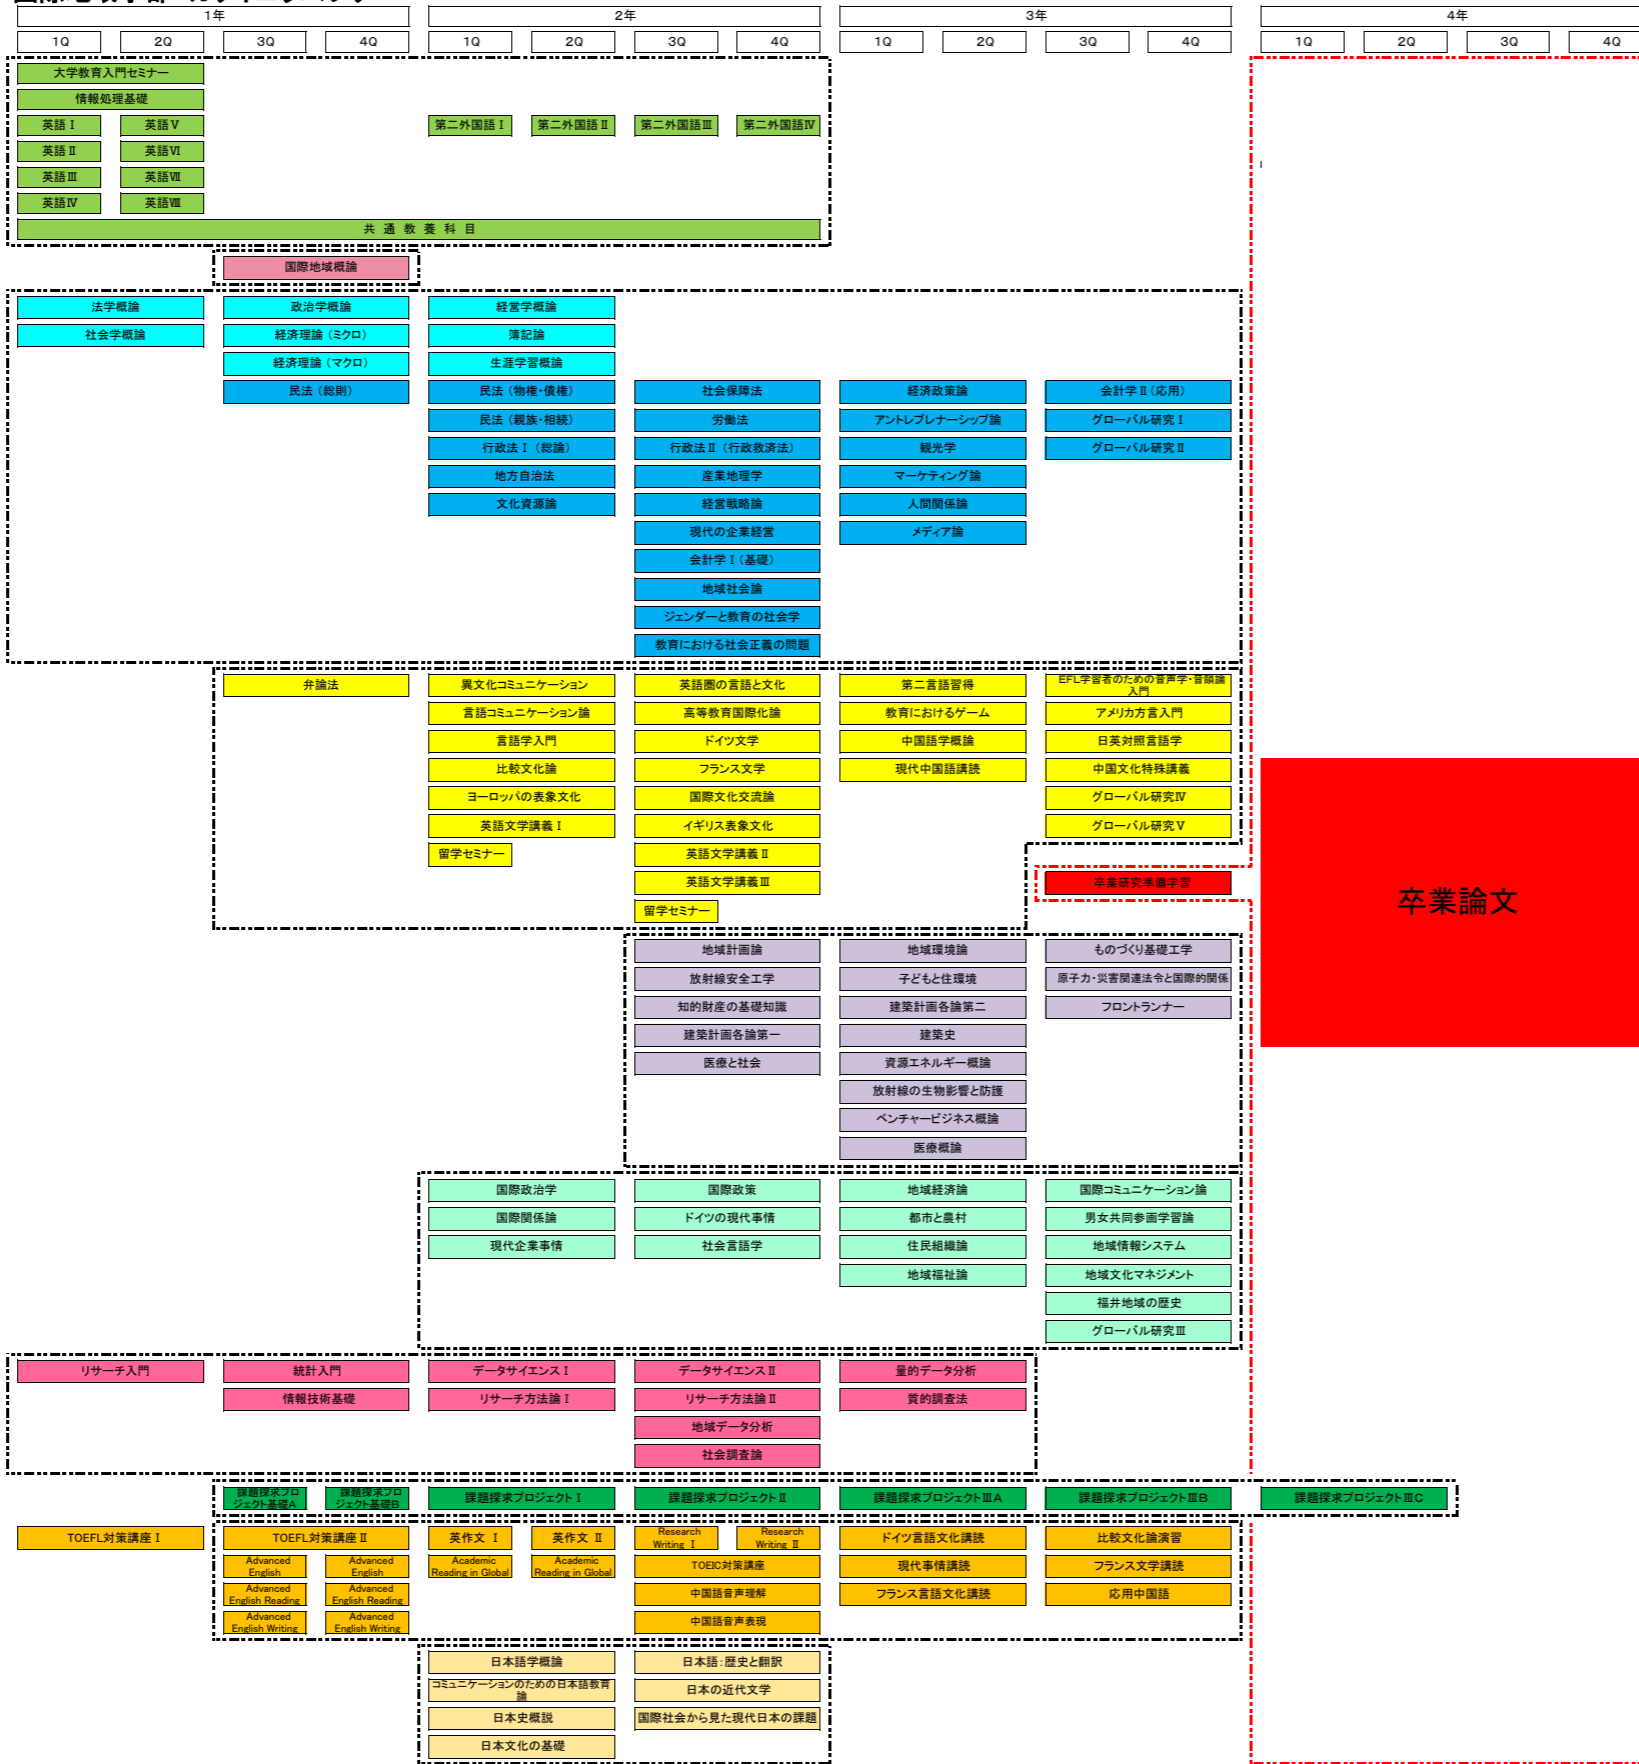 1年 2年 3年 4年
1Q 2Q 3Q 4Q 1Q 2Q 3Q 4Q 1Q 2Q 3Q 4Q 1Q 2Q 3Q 4Q
大学教育入門セミナー
情報処理基礎
英語Ⅰ 英語Ⅴ 第二外国語Ⅰ 第二外国語Ⅱ 第二外国語Ⅲ 第二外国語Ⅳ
英語Ⅱ 英語Ⅵ
英語Ⅲ 英語Ⅶ
英語Ⅳ 英語Ⅷ
共 通 教 養 科 目
国際地域概論
法学概論 政治学概論 経営学概論
社会学概論 経済理論（ミクロ） 簿記論
経済理論（マクロ） 生涯学習概論
民法（総則） 民法（物権・債権） 社会保障法 経済政策論 会計学Ⅱ（応用）
民法（親族・相続） 労働法 アントレプレナーシップ論 グローバル研究Ⅰ
行政法Ⅰ（総論） 行政法Ⅱ（行政救済法） 観光学 グローバル研究Ⅱ
地方自治法 産業地理学 マーケティング論
文化資源論 経営戦略論 人間関係論
現代の企業経営 メディア論
会計学Ⅰ（基礎）
地域社会論
ジェンダーと教育の社会学
教育における社会正義の問題
弁論法 異文化コミュニケーション 英語圏の言語と文化 第二言語習得 EFL学習者のための音声学・音韻論入門
言語コミュニケーション論 高等教育国際化論 教育におけるゲーム アメリカ方言入門
言語学入門 ドイツ文学 中国語学概論 日英対照言語学
比較文化論 フランス文学 現代中国語講読 中国文化特殊講義
ヨーロッパの表象文化 国際文化交流論 グローバル研究Ⅳ
英語文学講義Ⅰ イギリス表象文化 グローバル研究Ⅴ
留学セミナー 英語文学講義Ⅱ
英語文学講義Ⅲ 卒業研究準備学習
留学セミナー
卒業論文
地域計画論 地域環境論 ものづくり基礎工学
放射線安全工学 子どもと住環境 原子力・災害関連法令と国際的関係
知的財産の基礎知識 建築計画各論第二 フロントランナー
建築計画各論第一 建築史
医療と社会 資源エネルギー概論
放射線の生物影響と防護
ベンチャービジネス概論
医療概論
国際政治学 国際政策 地域経済論 国際コミュニケーション論
国際関係論 ドイツの現代事情 都市と農村 男女共同参画学習論
現代企業事情 社会言語学 住民組織論 地域情報システム
地域福祉論 地域文化マネジメント
福井地域の歴史
グローバル研究Ⅲ
リサーチ入門 統計入門 データサイエンスⅠ データサイエンスⅡ 量的データ分析
情報技術基礎 リサーチ方法論Ⅰ リサーチ方法論Ⅱ 質的調査法
地域データ分析
社会調査論
課題探求プロジェクト基礎A 課題探求プロジェクト基礎B 課題探求プロジェクトⅠ 課題探求プロジェクトⅡ 課題探求プロジェクトⅢA 課題探求プロジェクトⅢB 課題探求プロジェクトⅢC
TOEFL対策講座Ⅰ TOEFL対策講座Ⅱ 英作文 Ⅰ 英作文 Ⅱ Research Writing Ⅰ Research Writing Ⅱ ドイツ言語文化講読 比較文化論演習
Advanced English Advanced English Academic Reading in Global Academic Reading in Global TOEIC対策講座 現代事情講読 フランス文学講読
Advanced English Reading Advanced English Reading 中国語音声理解 フランス言語文化講読 応用中国語
Advanced English Writing Advanced English Writing 中国語音声表現
日本語学概論 日本語：歴史と翻訳
コミュニケーションのための日本語教育論 日本の近代文学
日本史概説 国際社会から見た現代日本の課題
日本文化の基礎